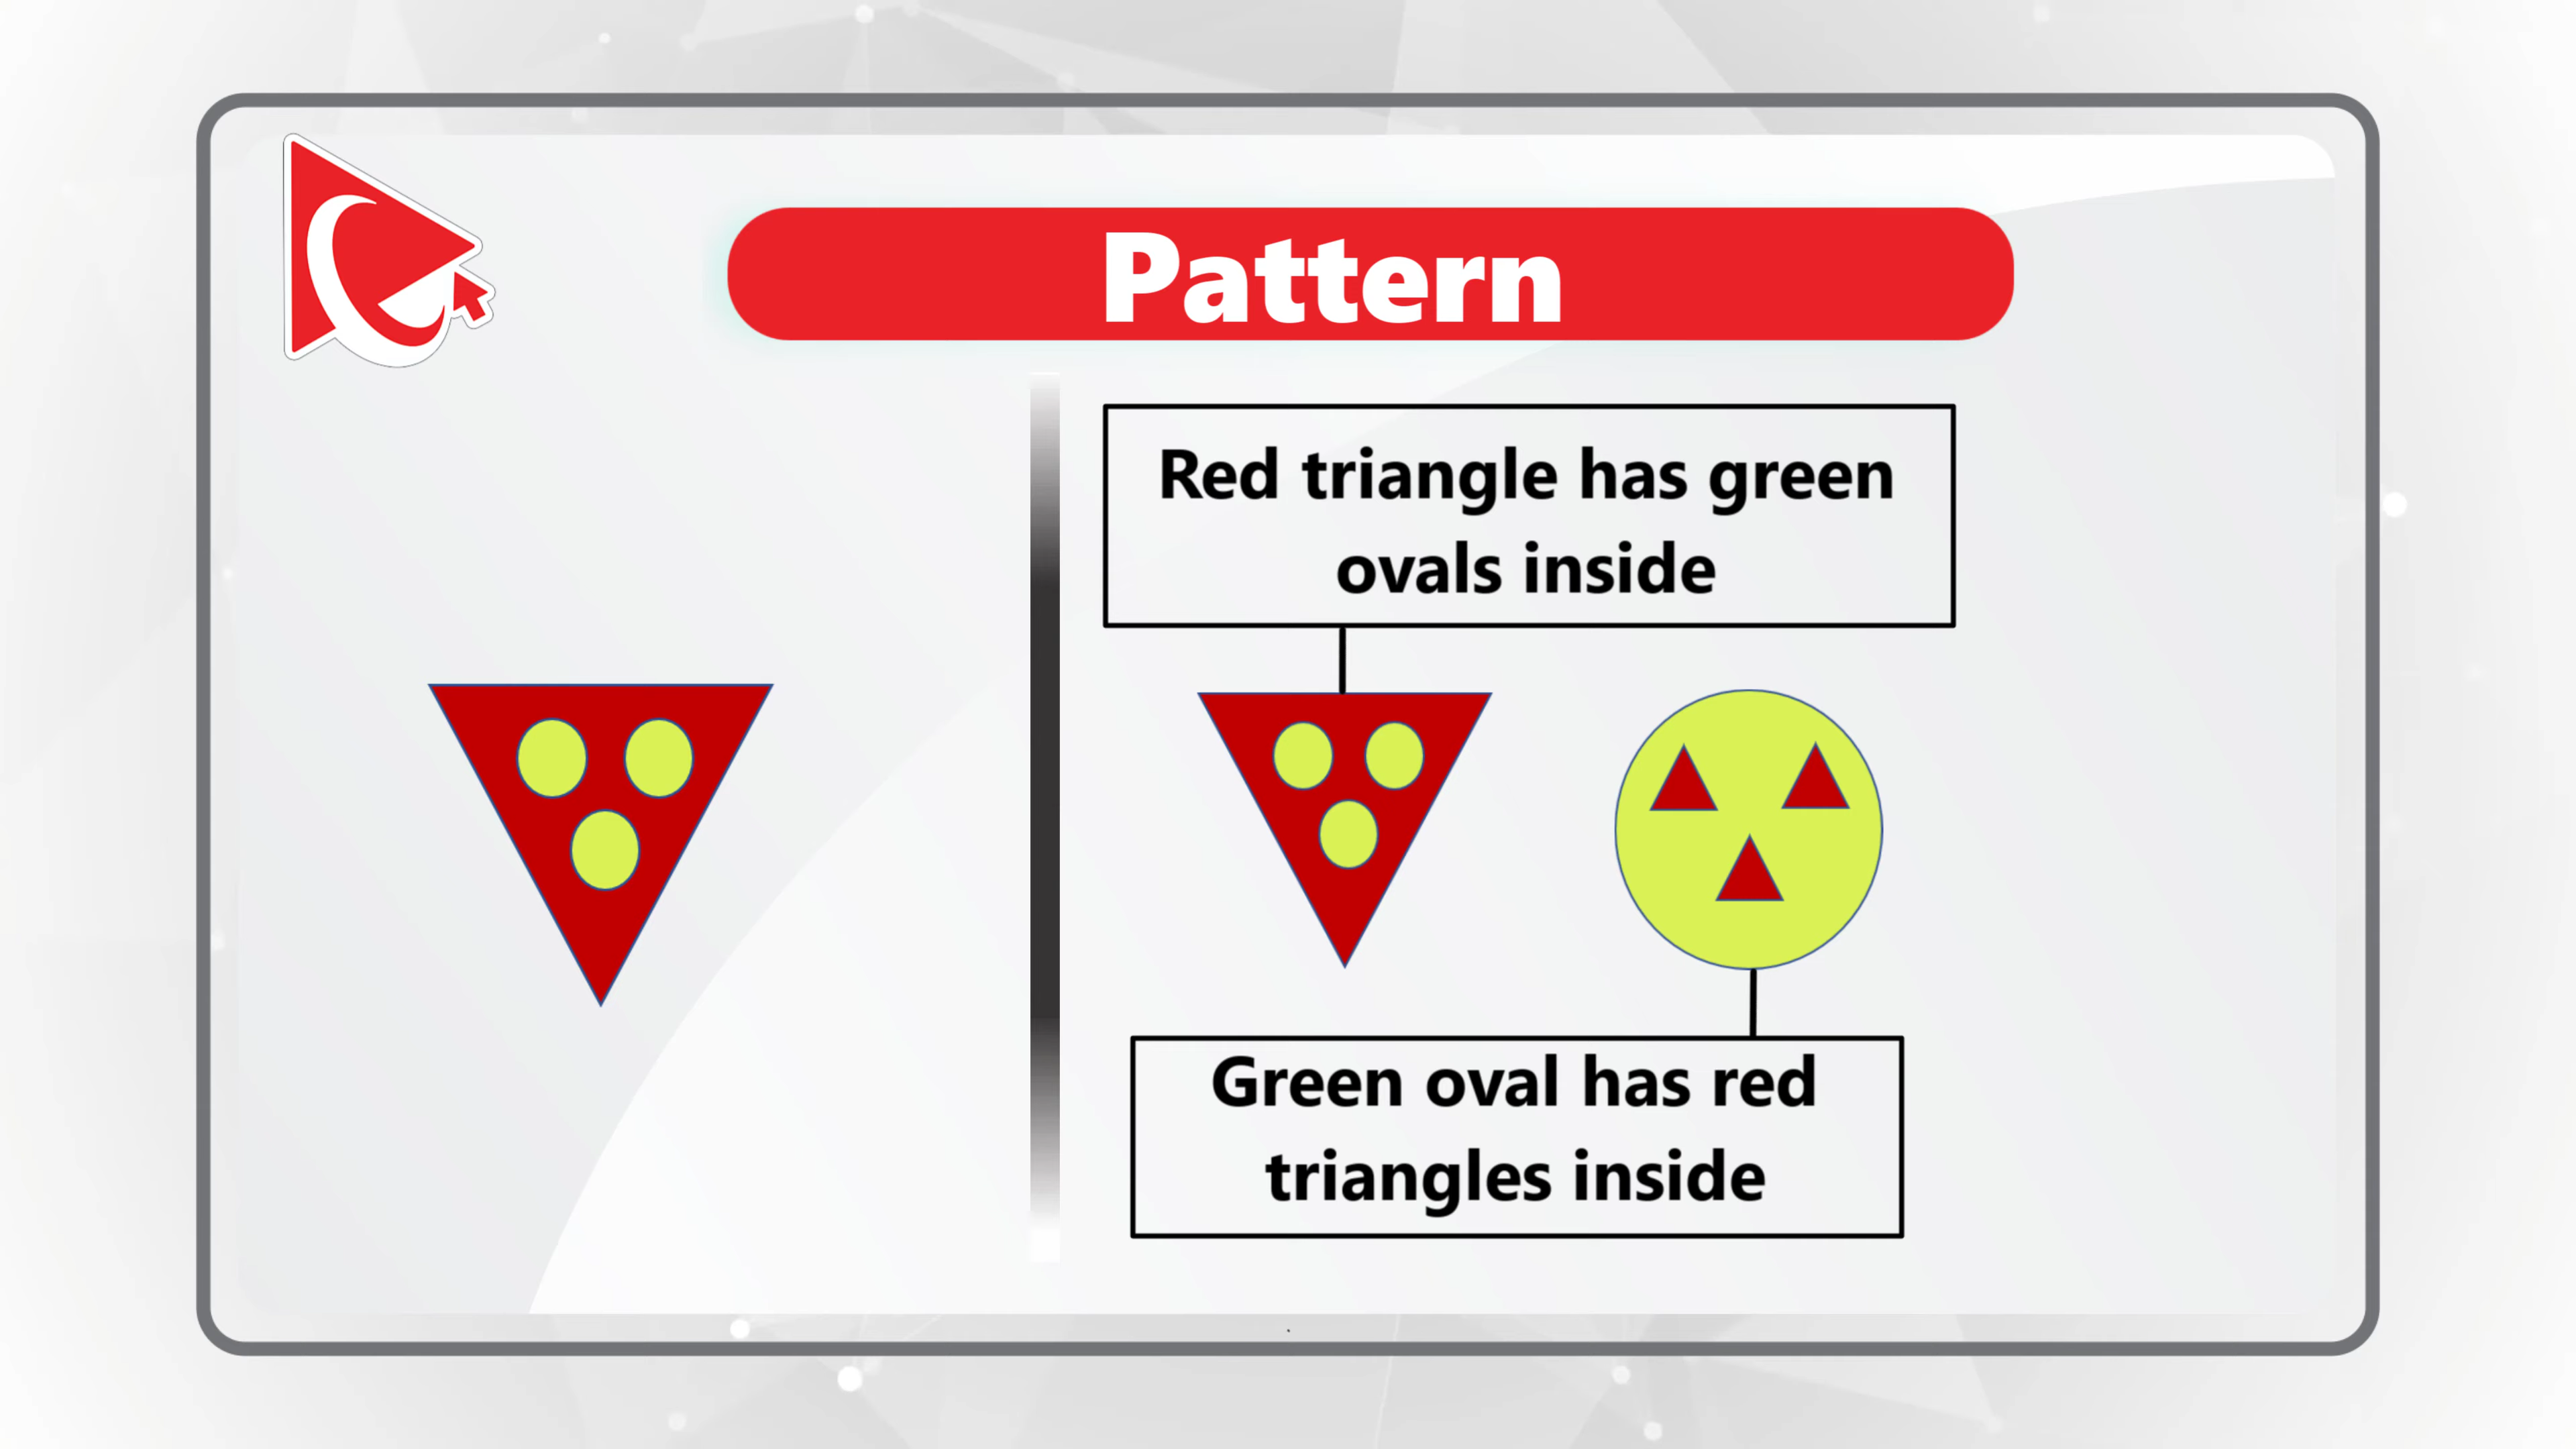 Pattern
Red triangle has green
ovals inside
Green oval has red
triangles inside